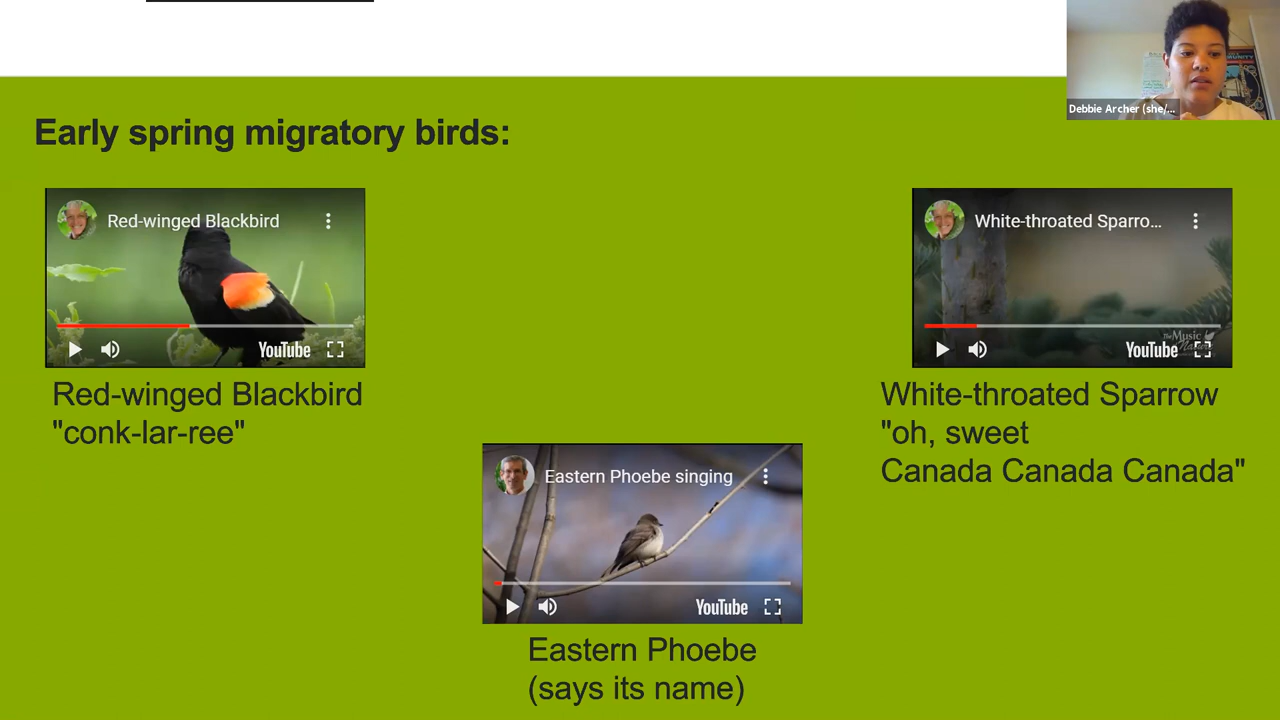 Debbie Archer (she/...
Early spring migratory birds:
Red-winged Blackbird
YouTube
Red-winged Blackbird
"conk-lar-ree"
White-throated Sparro...
The Music
YouTube
White-throated Sparrow
"oh, sweet
Canada Canada Canada"
Eastern Phoebe singing
YouTube
Eastern Phoebe
(says its name)